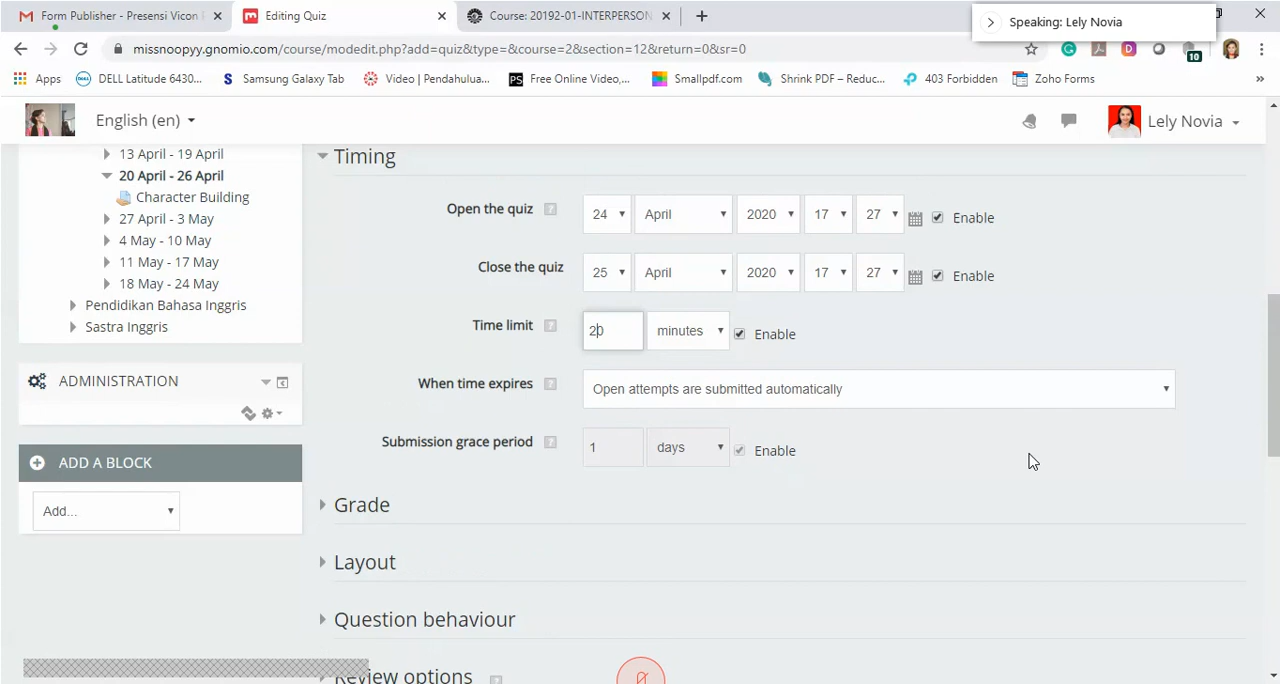 Form Publisher - Presensi Vicon
Editing Quiz
Course: 20192-01-INTERPERSON
Speaking: Lely Novia
missnoopyy.gnomio.com/course/modedit.php?add=quiz&type=&course=2&section=12&return=0&sr=0
10
Apps
DELL Latitude 6430...
Samsung Galaxy Tab
Video | Pendahulua...
Free Online Video,...
Smallpdf.com
Shrink PDF – Reduc...
403 Forbidden
Zoho Forms
»
English (en)
Lely Novia
13 April - 19 April
20 April - 26 April
Character Building
27 April - 3 May
4 May - 10 May
11 May - 17 May
18 May - 24 May
Pendidikan Bahasa Inggris
Sastra Inggris
ADMINISTRATION
ADD A BLOCK
Add...
Timing
Open the quiz ? 24 April 2020 17 27 Enable
Close the quiz 25 April 2020 17 27 Enable
Time limit ? 20 minutes Enable
When time expires ? Open attempts are submitted automatically
Submission grace period ? 1 days Enable
Grade
Layout
Question behaviour
Review options